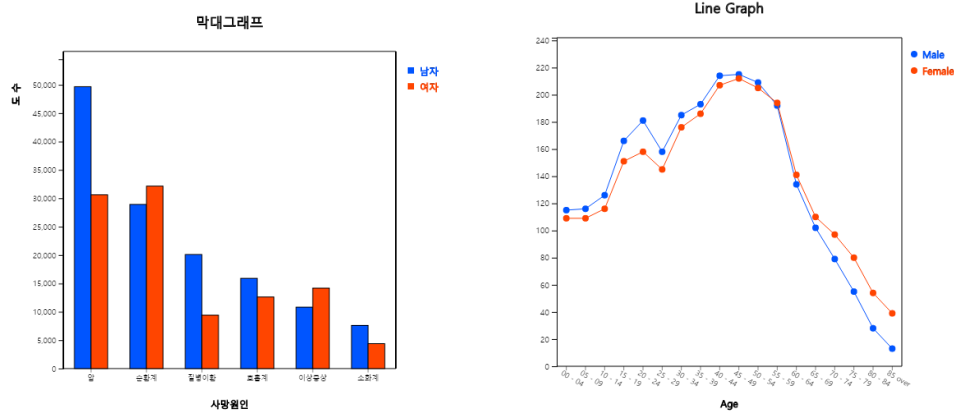 막대그래프
도 수
50,000
45,000
40,000
35,000
30,000
25,000
20,000
15,000
10,000
5,000
0
암
순환계
질병이환
호흡계
이상병상
소화계
사망원인
남자
여자
Line Graph
240
220
200
180
160
140
120
100
80
60
40
20
0
00 - 04
05 - 09
10 - 14
15 - 19
20 - 24
25 - 29
30 - 34
35 - 39
40 - 44
45 - 49
50 - 54
55 - 59
60 - 64
65 - 69
70 - 74
75 - 79
80 - 84
85 over
Age
Male
Female